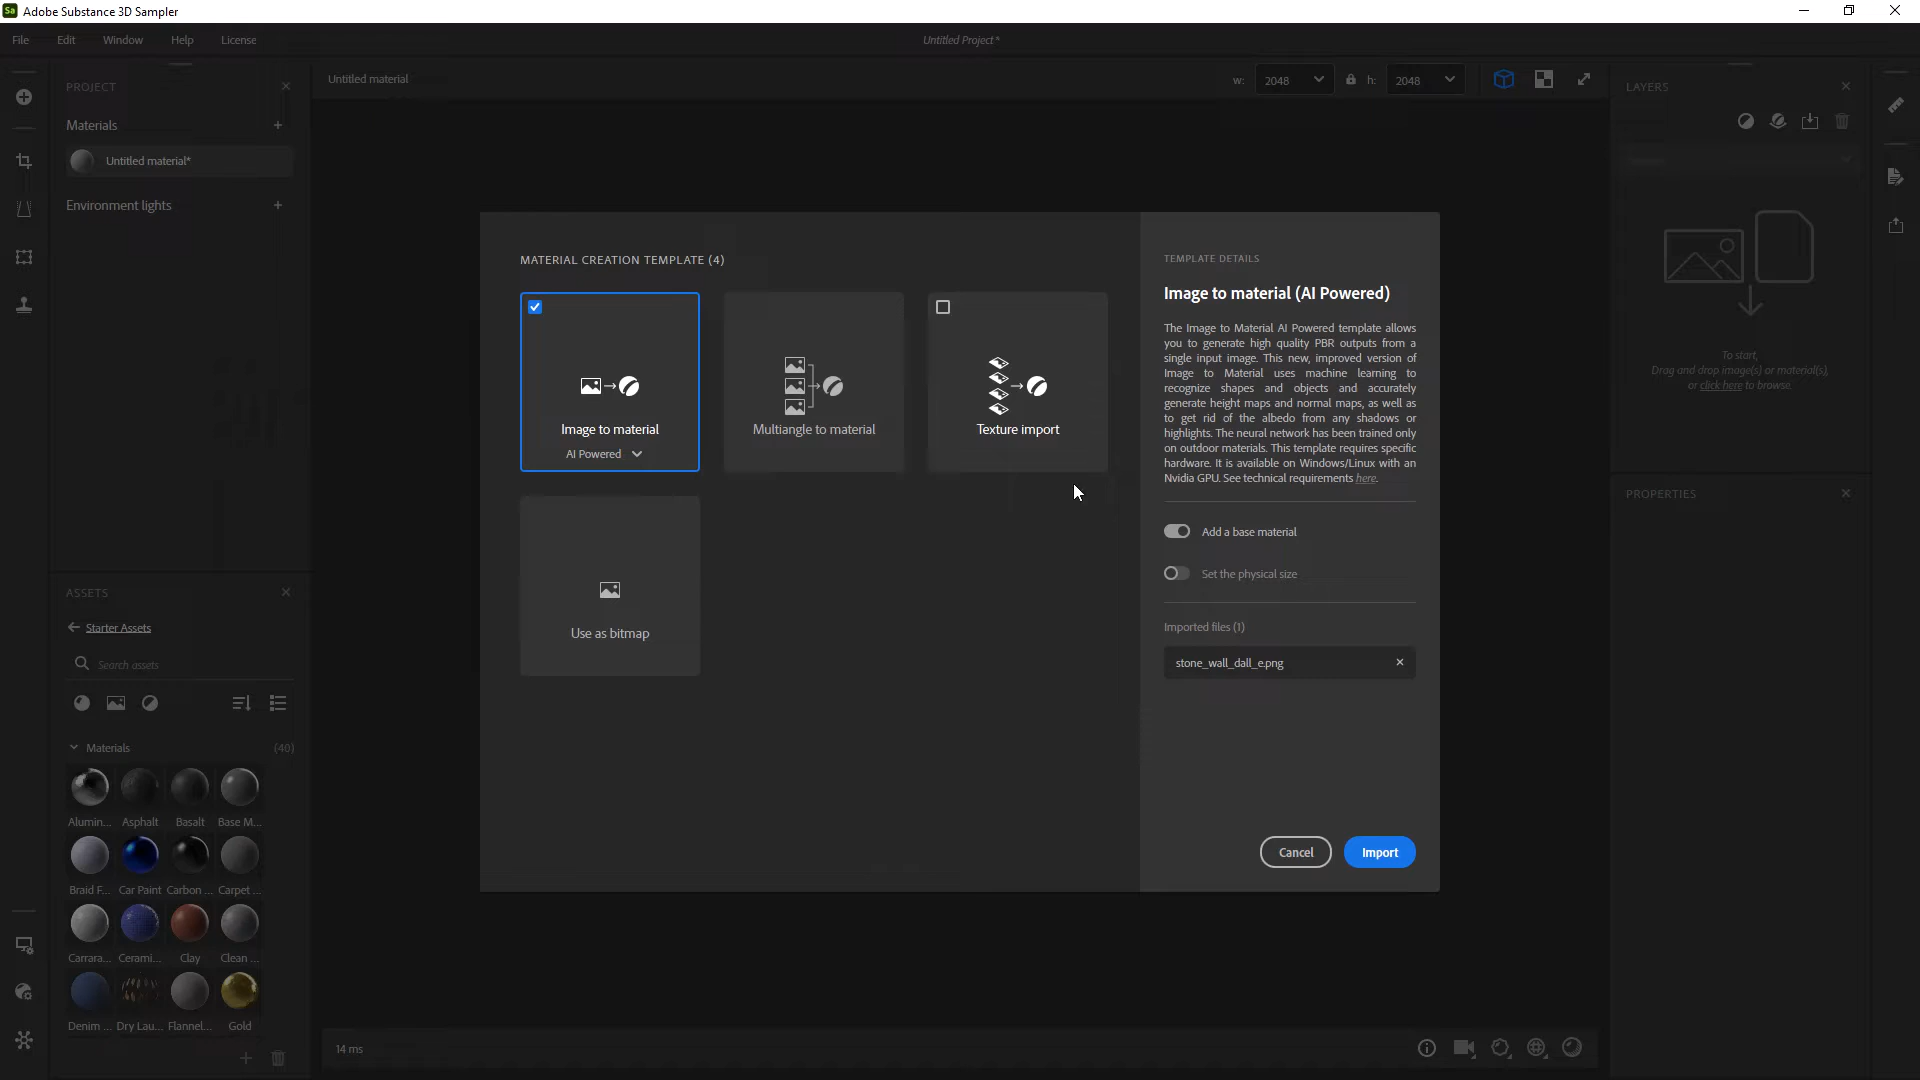 Sa Adobe Substance 3D Sampler
File Edit Window Help License
Untitled Project*
PROJECT
Materials
Untitled material*
Environment lights
Untitled material
w: 2048
h: 2048
LAYERS
To start,
Drag and drop image(s) or material(s),
or click here to browse.
PROPERTIES
MATERIAL CREATION TEMPLATE (4)
Image to material
AI Powered
Multiangle to material
Texture import
Use as bitmap
TEMPLATE DETAILS
Image to material (AI Powered)
The Image to Material AI Powered template allows
you to generate high quality PBR outputs from a
single input image. This new, improved version of
Image to Material uses machine learning to
recognize shapes and objects and accurately
generate height maps and normal maps, as well as
to get rid of the albedo from any shadows or
highlights. The neural network has been trained only
on outdoor materials. This template requires specific
hardware. It is available on Windows/Linux with an
Nvidia GPU. See technical requirements here.
Add a base material
Set the physical size
Imported files (1)
stone_wall_dall_e.png
Cancel
Import
ASSETS
Starter Assets
Search assets
Materials (40)
Alumin... Asphalt Basalt Base M...
Braid F... Car Paint Carbon ... Carpet ...
Carrara... Cerami... Clay Clean ...
Denim ... Dry Lau... Flannel... Gold
14 ms